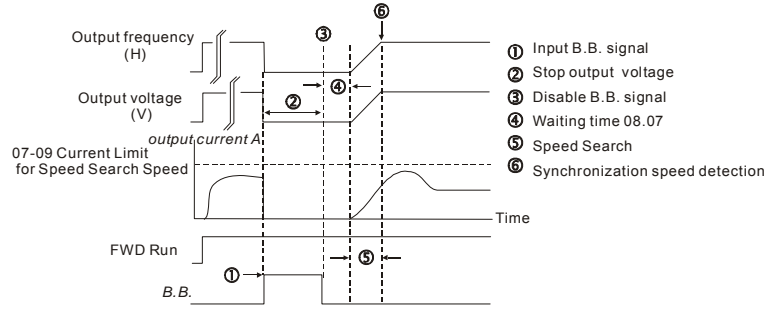 ⑥
Output frequency
(H)
③
① Input B.B. signal
② Stop output voltage
④
Output voltage
(V)
②
③ Disable B.B. signal
④ Waiting time 08.07
output current A
⑤ Speed Search
07-09 Current Limit
for Speed Search Speed
⑥ Synchronization speed detection
Time
FWD Run
⑤
①
B.B.